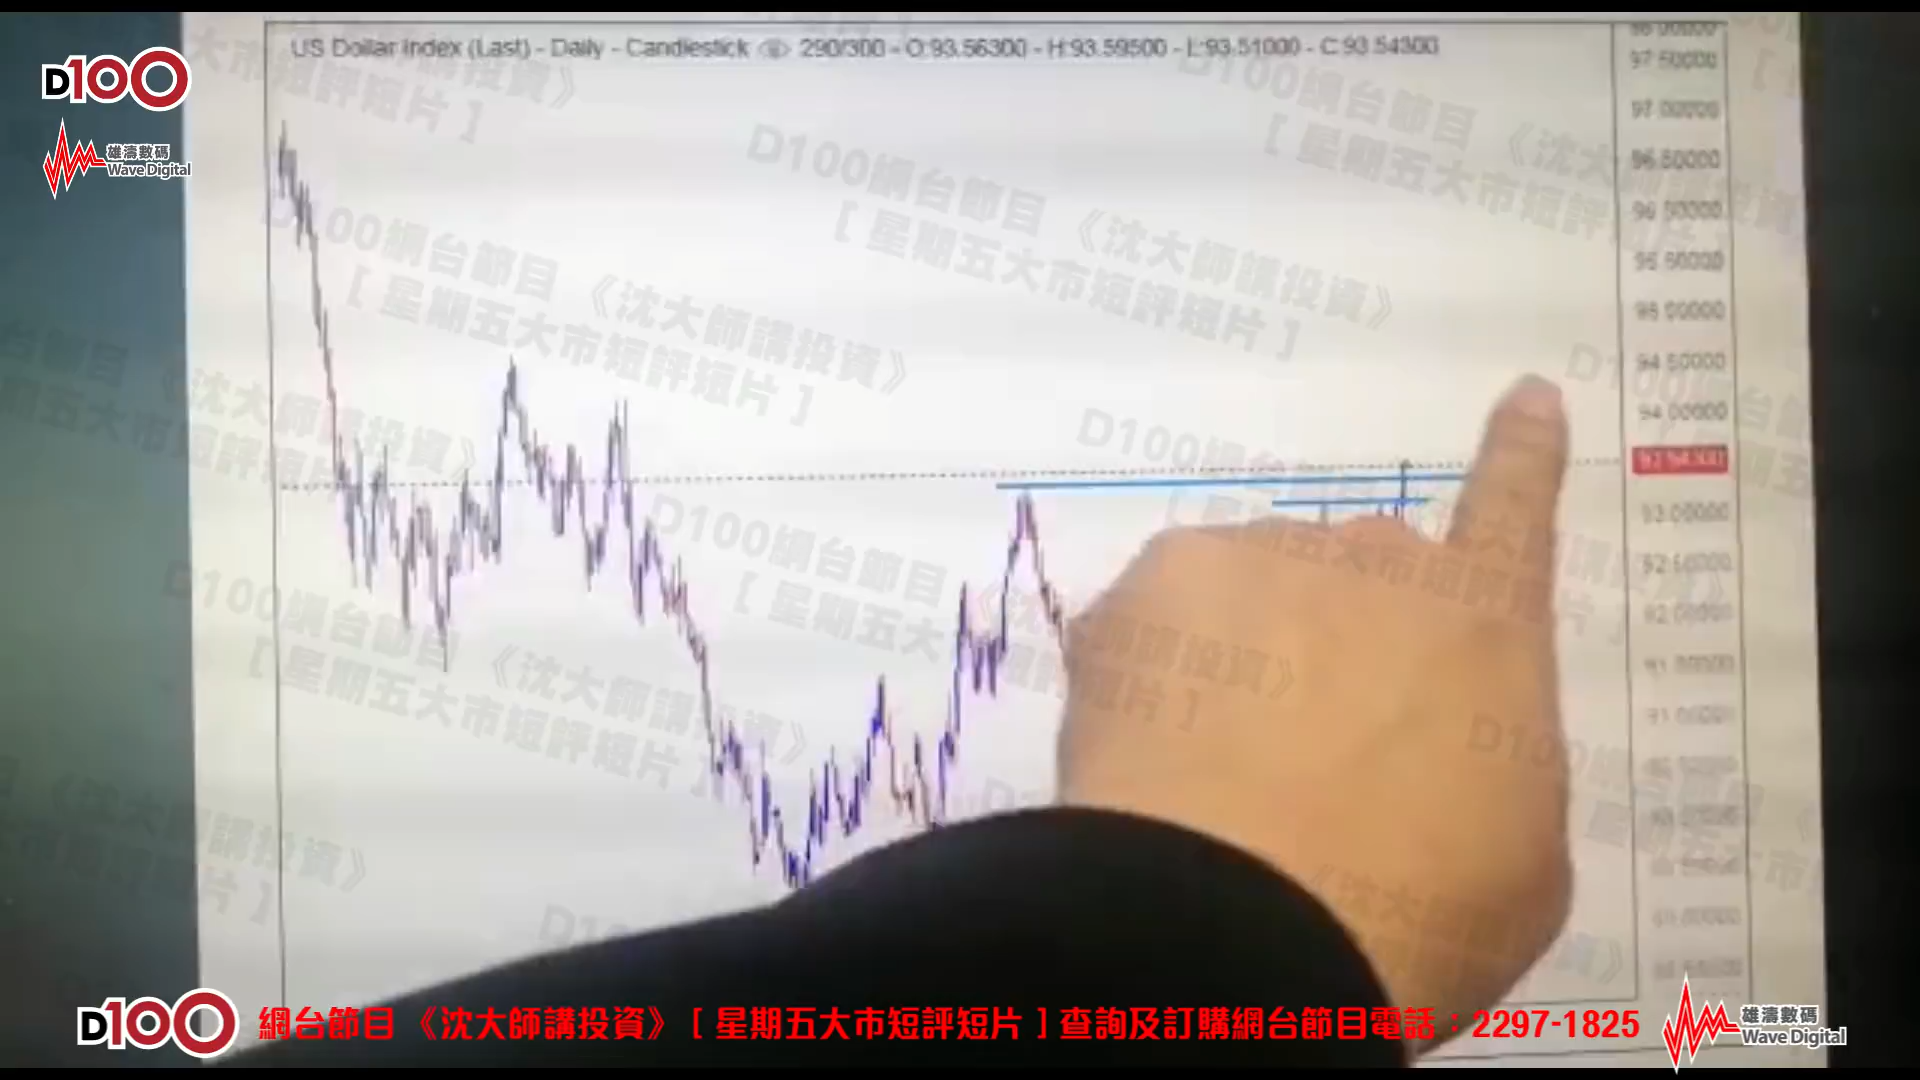 D100
雄濤數碼
Wave Digital
US Dollar Index (Last) - Daily - Candlestick 290/300 - O:93.56300 - H:93.59500 - L:93.51000 - C:93.54300
97.50000
97.00000
96.50000
95.50000
95.00000
94.50000
94.00000
93.54300
93.00000
92.50000
92.00000
D100網台節目《沈大師講投資》
[ 星期五大市短評短片 ]
D100 網台節目《沈大師講投資》[ 星期五大市短評短片 ] 查詢及訂購網台節目電話：2297-1825
雄濤數碼
Wave Digital